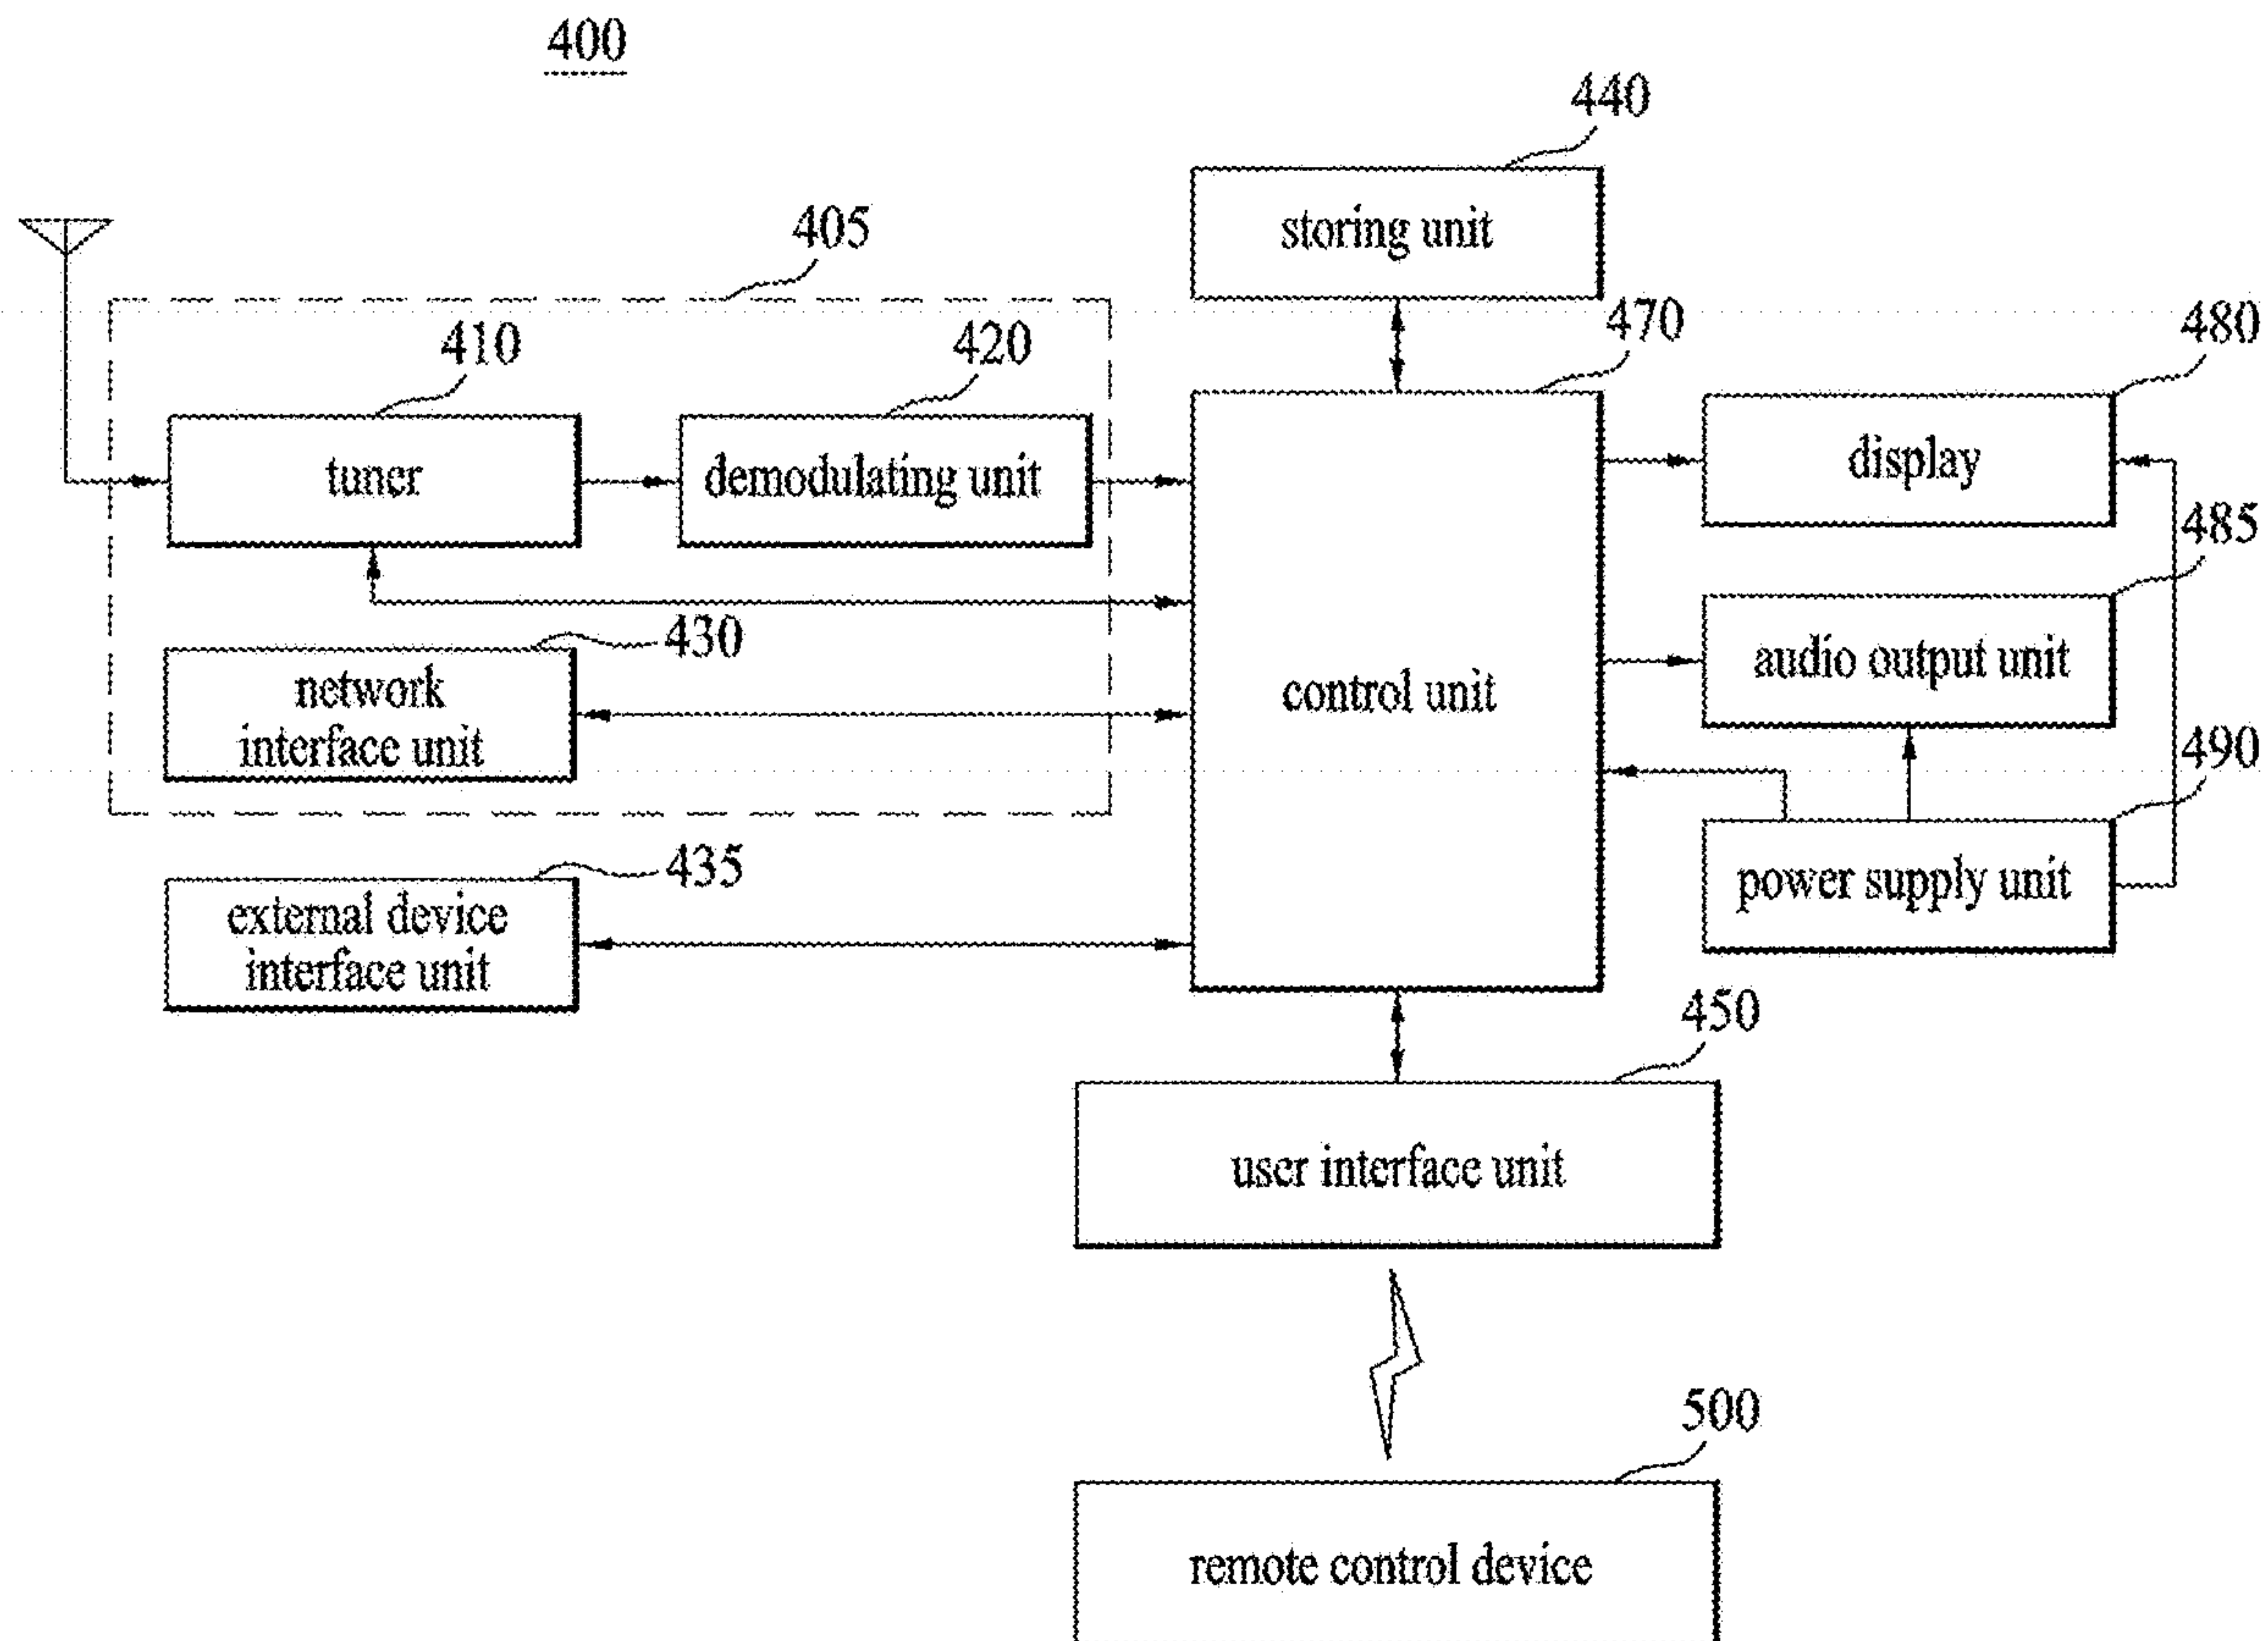 400
440
storing unit
405
470
480
410
420
tuner
demodulating unit
display
485
430
control unit
audio output unit
network
interface unit
490
435
external device
interface unit
power supply unit
450
user interface unit
500
remote control device